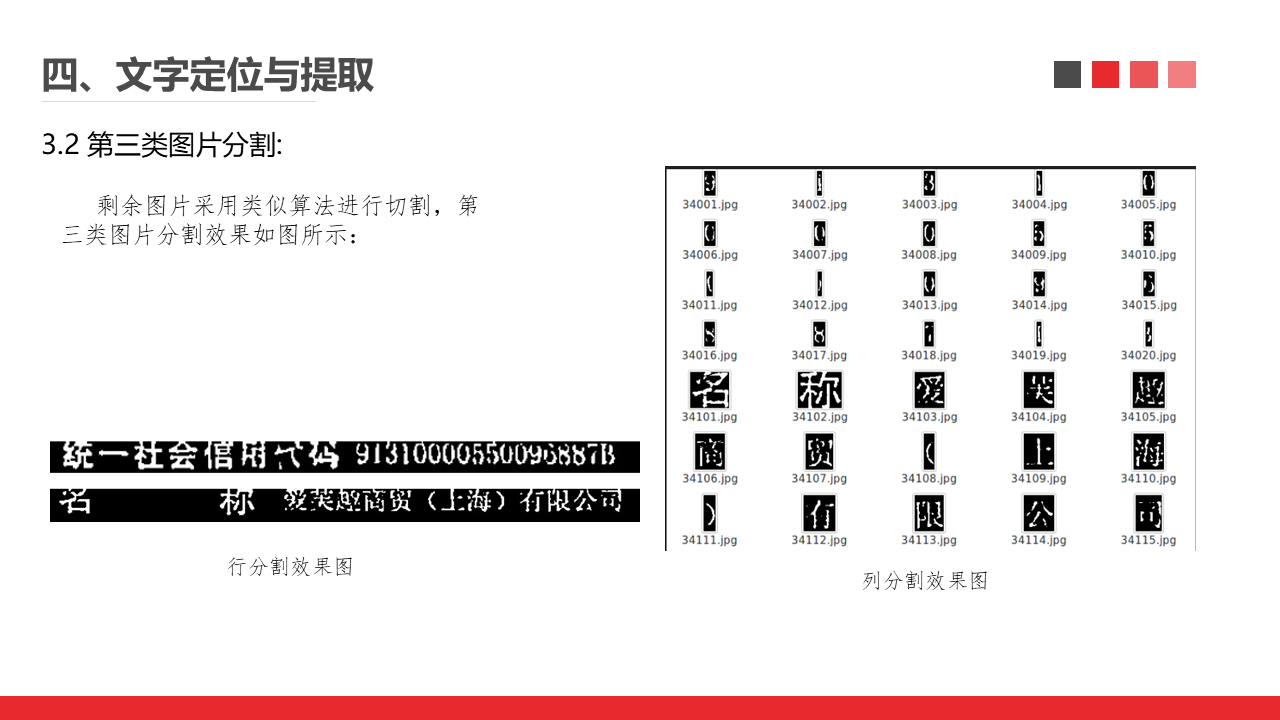 四、文字定位与提取
3.2 第三类图片分割:
剩余图片采用类似算法进行切割，第
三类图片分割效果如图所示：
统一社会信用代码 91310000550096887B
名 称 爱芙趣商贸（上海）有限公司
行分割效果图
9 1 3 1 0
34001.jpg 34002.jpg 34003.jpg 34004.jpg 34005.jpg
0 0 0 5 5
34006.jpg 34007.jpg 34008.jpg 34009.jpg 34010.jpg
0 9 6
34011.jpg 34012.jpg 34013.jpg 34014.jpg 34015.jpg
8 8 7
34016.jpg 34017.jpg 34018.jpg 34019.jpg 34020.jpg
名 称 爱 芙 趣
34101.jpg 34102.jpg 34103.jpg 34104.jpg 34105.jpg
商 贸 （ 上 海
34106.jpg 34107.jpg 34108.jpg 34109.jpg 34110.jpg
） 有 限 公 司
34111.jpg 34112.jpg 34113.jpg 34114.jpg 34115.jpg
列分割效果图